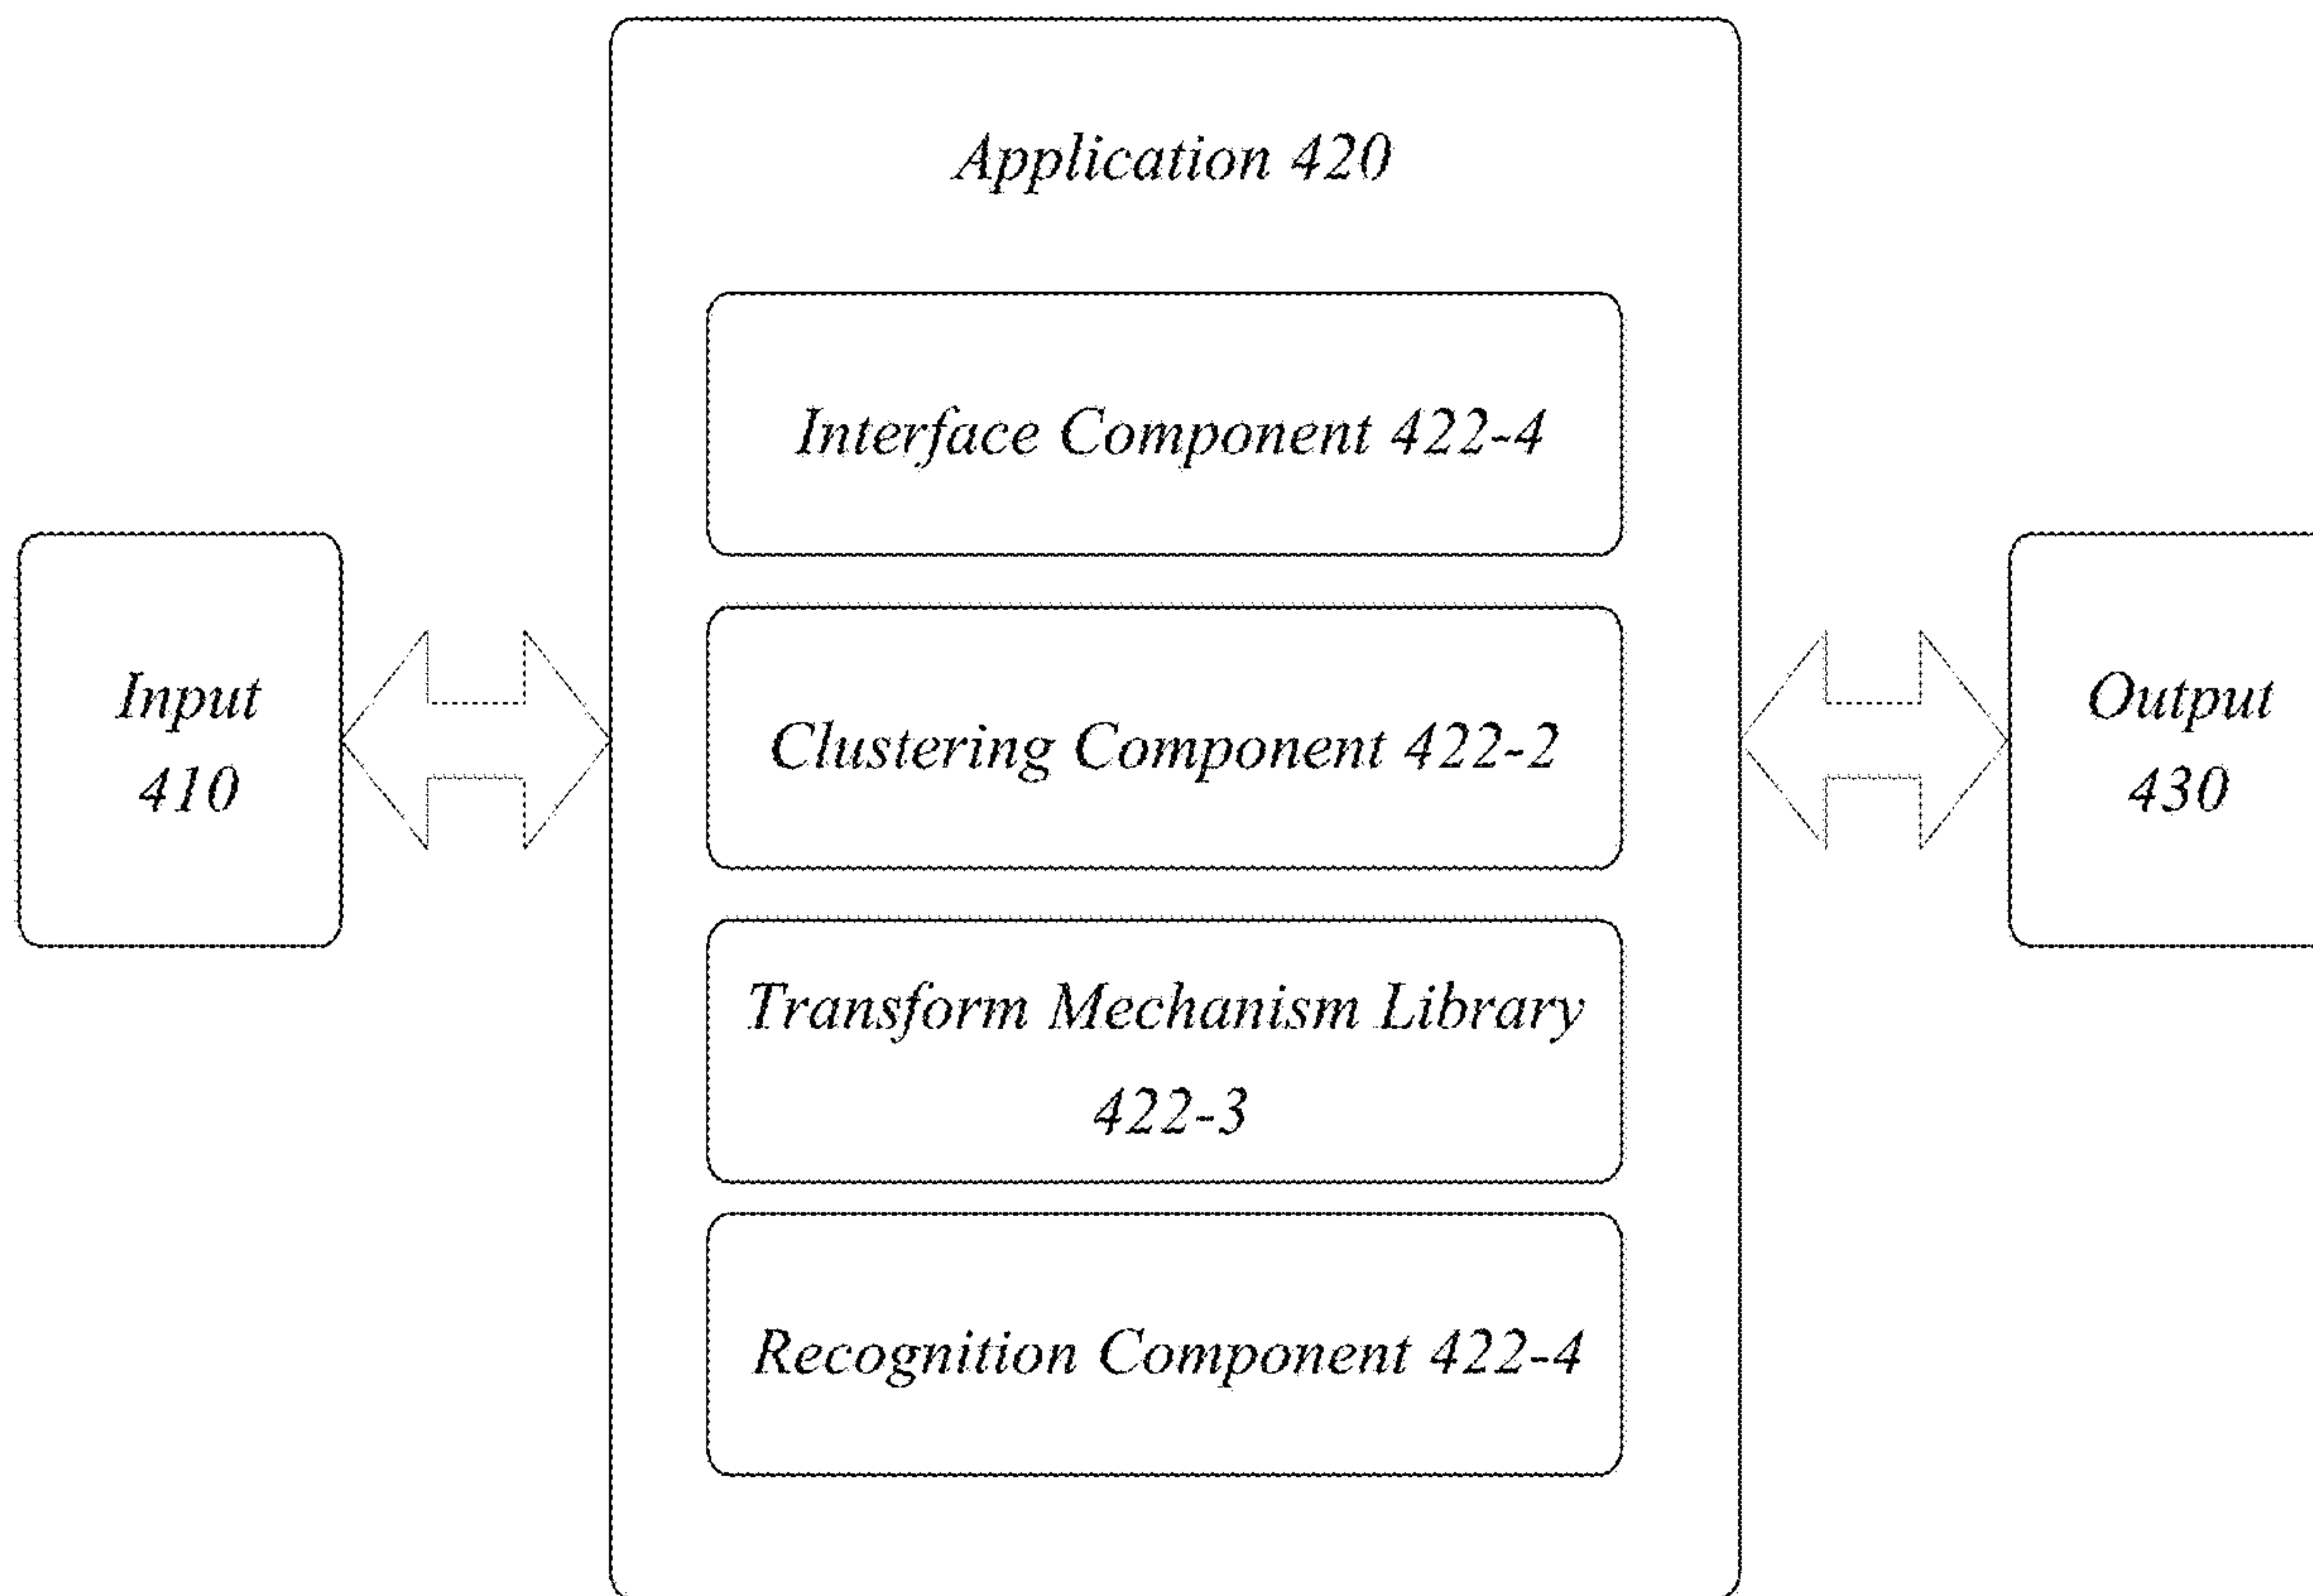 Application 420
Interface Component 422-4
Input
410
Clustering Component 422-2
Output
430
Transform Mechanism Library
422-3
Recognition Component 422-4